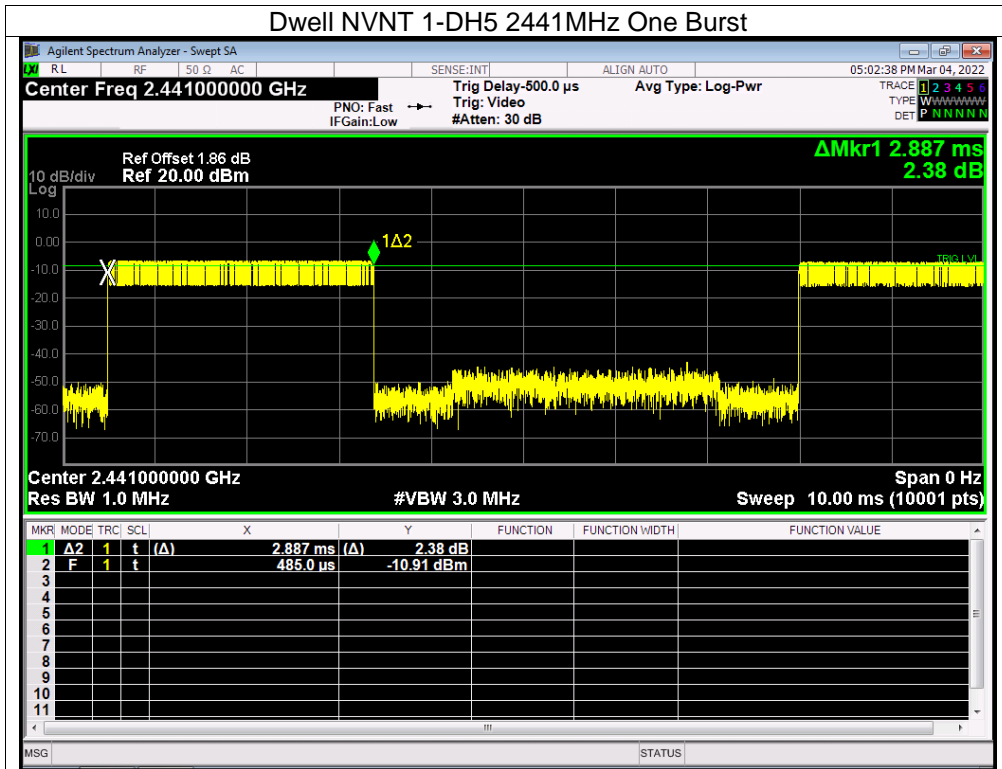 Dwell NVNT 1-DH5 2441MHz One Burst
Agilent Spectrum Analyzer - Swept SA
LXI RL RF 50 Ω AC SENSE:INT ALIGN AUTO 05:02:38 PM Mar 04, 2022
Center Freq 2.441000000 GHz Trig Delay-500.0 µs Avg Type: Log-Pwr TRACE 1 2 3 4 5 6
PNO: Fast Trig: Video TYPE WWWWWW
IFGain:Low #Atten: 30 dB DET P N N N N N
ΔMkr1 2.887 ms
2.38 dB
Ref Offset 1.86 dB
10 dB/div Ref 20.00 dBm
Log
10.0
0.00
1Δ2
TRIG LVL
-10.0
-20.0
-30.0
-40.0
-50.0
-60.0
-70.0
Center 2.441000000 GHz Span 0 Hz
Res BW 1.0 MHz #VBW 3.0 MHz Sweep 10.00 ms (10001 pts)
MKR MODE TRC SCL X Y FUNCTION FUNCTION WIDTH FUNCTION VALUE
1 Δ2 1 t (Δ) 2.887 ms (Δ) 2.38 dB
2 F 1 t 485.0 µs -10.91 dBm
3
4
5
6
7
8
9
10
11
MSG STATUS